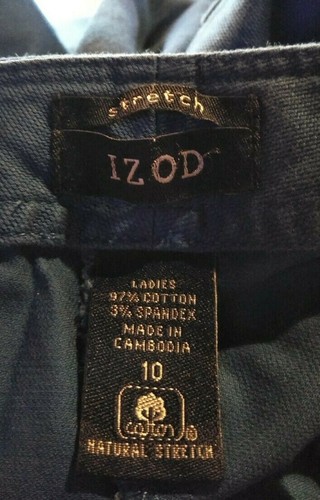 stretch
IZOD
LADIES
97% COTTON
3% SPANDEX
MADE IN
CAMBODIA
10
cotton ®
NATURAL STRETCH